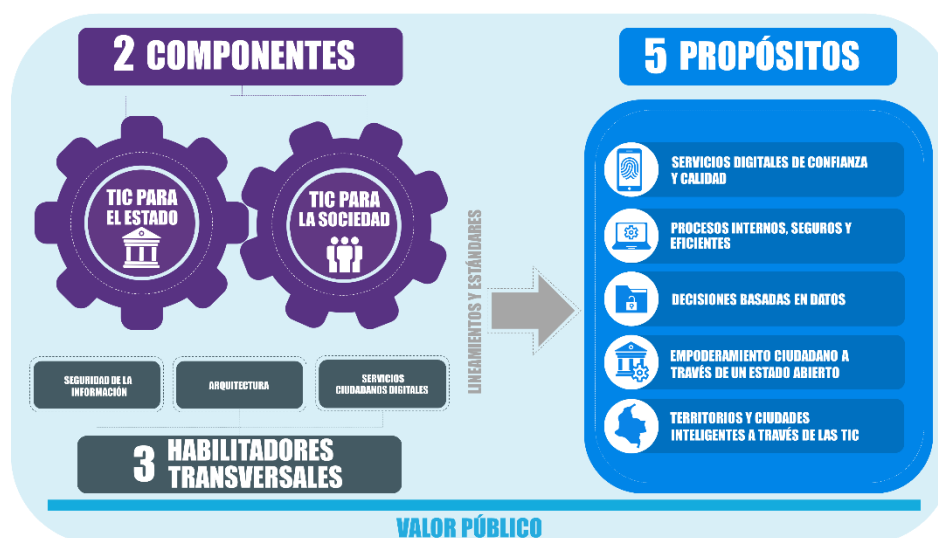 2 COMPONENTES
5 PROPÓSITOS
TIC PARA
EL ESTADO
TIC PARA
LA SOCIEDAD
SEGURIDAD DE LA
INFORMACIÓN
ARQUITECTURA
SERVICIOS
CIUDADANOS DIGITALES
3 HABILITADORES
TRANSVERSALES
LINEAMIENTOS Y ESTÁNDARES
SERVICIOS DIGITALES DE CONFIANZA
Y CALIDAD
PROCESOS INTERNOS, SEGUROS Y
EFICIENTES
DECISIONES BASADAS EN DATOS
EMPODERAMIENTO CIUDADANO A
TRAVÉS DE UN ESTADO ABIERTO
TERRITORIOS Y CIUDADES
INTELIGENTES A TRAVÉS DE LAS TIC
VALOR PÚBLICO